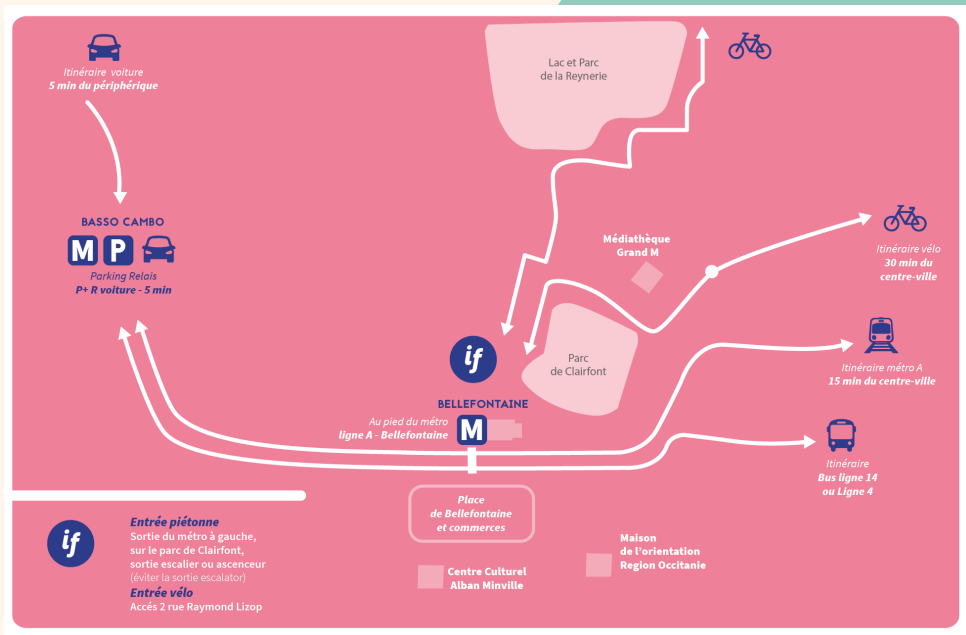 Itinéraire voiture
5 min du périphérique
Lac et Parc
de la Reynerie
BASSO CAMBO
M P
Parking Relais
P+ R voiture - 5 min
Médiathèque
Grand M
Itinéraire vélo
30 min du
centre-ville
if
Parc
de Clairfont
Itinéraire métro A
15 min du centre-ville
BELLEFONTAINE
Au pied du métro
ligne A - Bellefontaine
M
Itinéraire
Bus ligne 14
ou Ligne 4
Place
de Bellefontaine
et commerces
if
Entrée piétonne
Sortie du métro à gauche,
sur le parc de Clairfont,
sortie escalier ou ascenceur
(éviter la sortie escalator)
Entrée vélo
Accés 2 rue Raymond Lizop
Centre Culturel
Alban Minville
Maison
de l'orientation
Region Occitanie